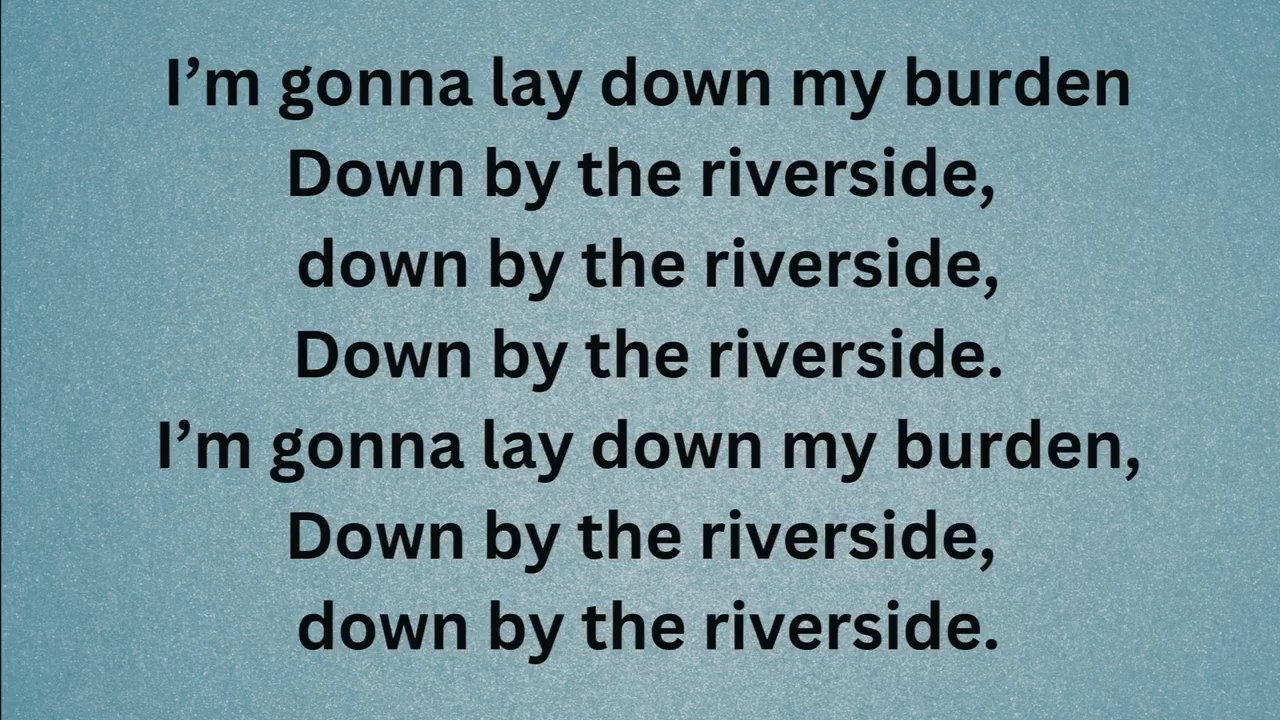 I’m gonna lay down my burden
Down by the riverside,
down by the riverside,
Down by the riverside.
I’m gonna lay down my burden,
Down by the riverside,
down by the riverside.